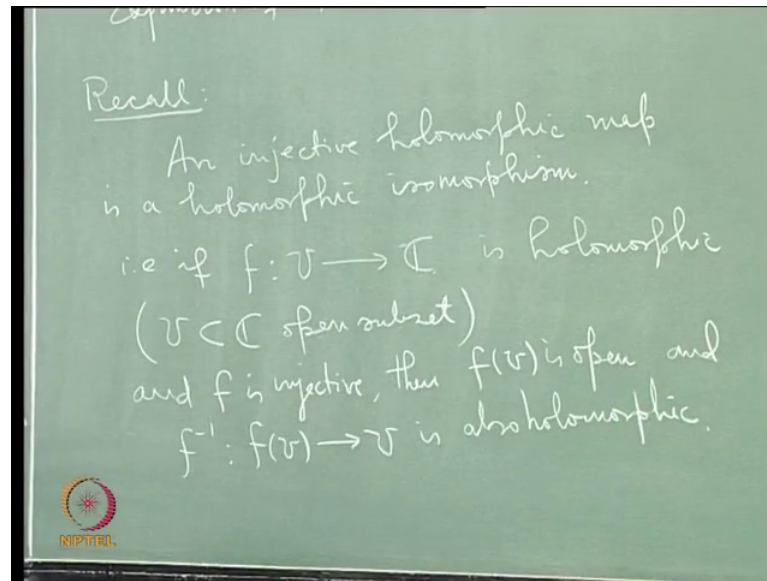 Recall:
An injective holomorphic map
is a holomorphic isomorphism.
i.e if f : U → ℂ is holomorphic
(U ⊂ ℂ open subset)
and f is injective, then f(U) is open and
f⁻¹ : f(U) → U is also holomorphic.
NPTEL